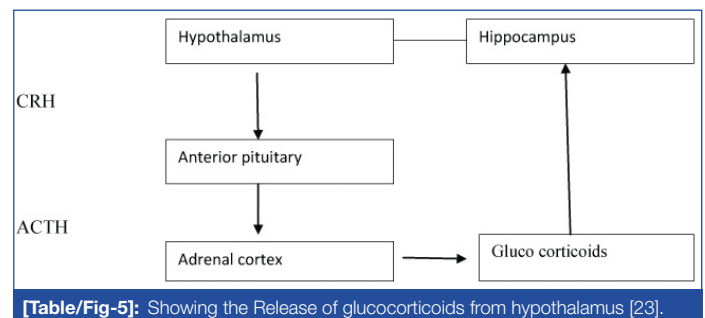 Hypothalamus
Hippocampus
CRH
Anterior pituitary
ACTH
Adrenal cortex
Gluco corticoids
[Table/Fig-5]: Showing the Release of glucocorticoids from hypothalamus [23].